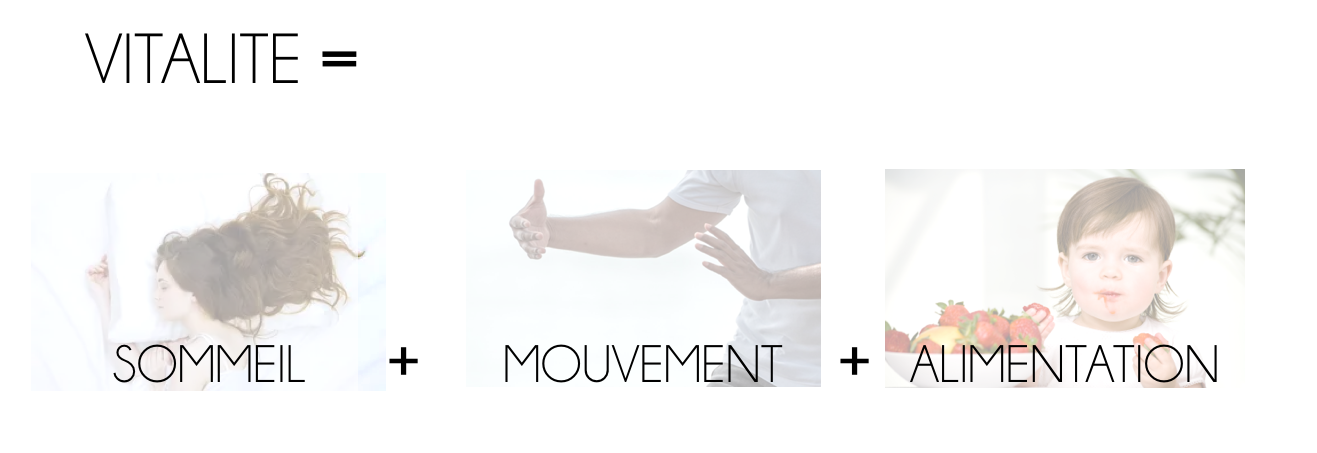 VITALITE =
SOMMEIL + MOUVEMENT + ALIMENTATION